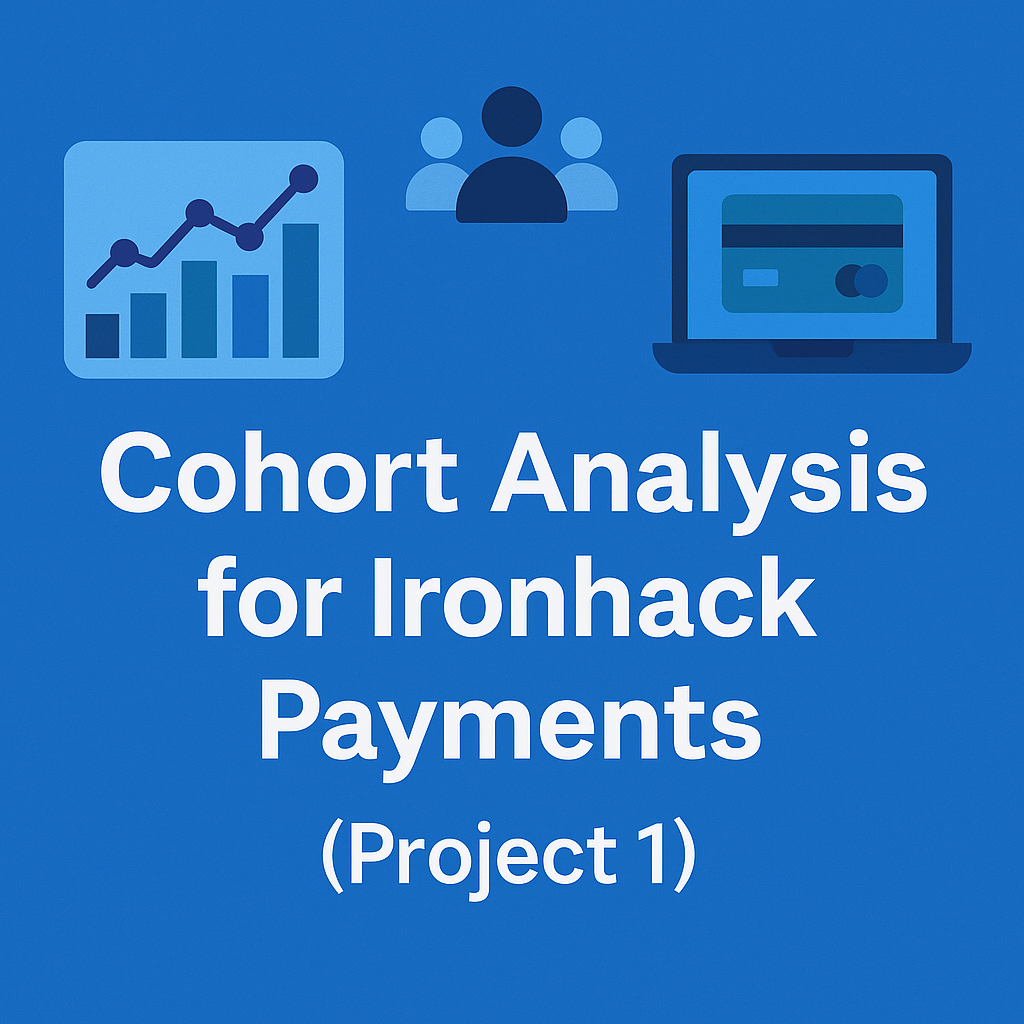 Cohort Analysis
for Ironhack
Payments
(Project 1)